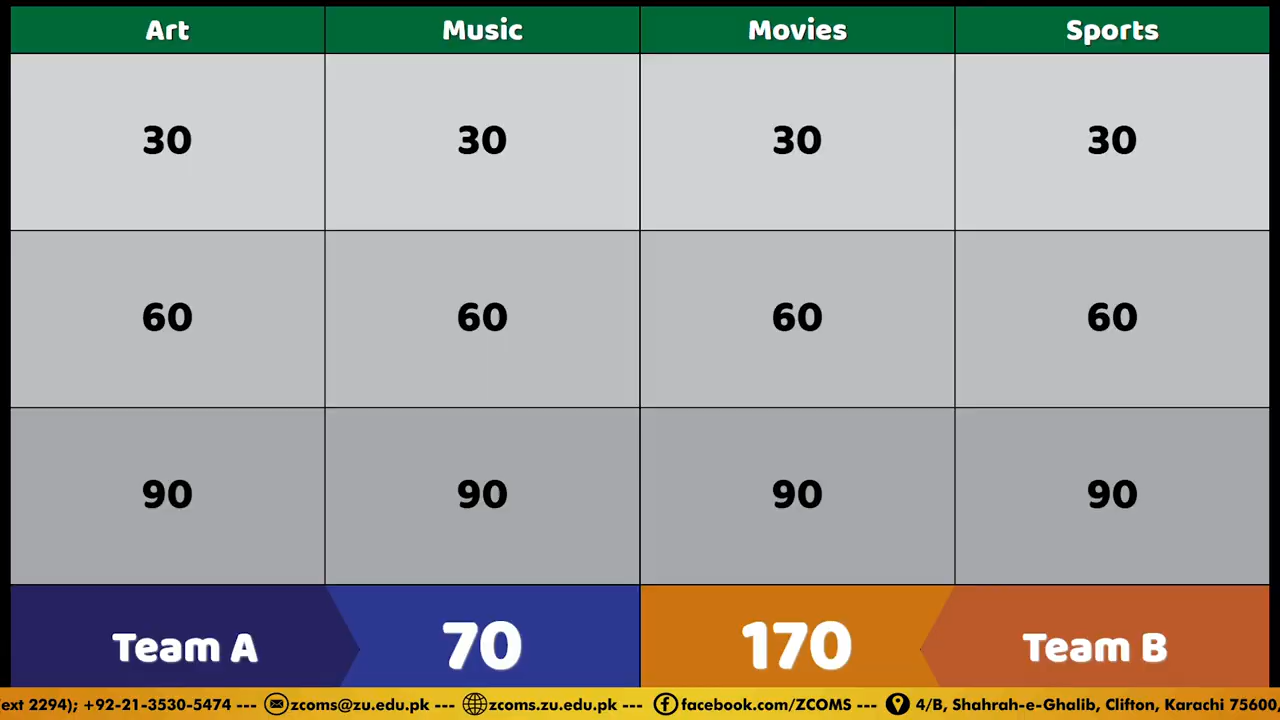 Art Music Movies Sports
30 30 30 30
60 60 60 60
90 90 90 90
Team A 70 170 Team B
ext 2294); +92-21-3530-5474 --- zcoms@zu.edu.pk --- zcoms.zu.edu.pk --- facebook.com/ZCOMS --- 4/B, Shahrah-e-Ghalib, Clifton, Karachi 75600,